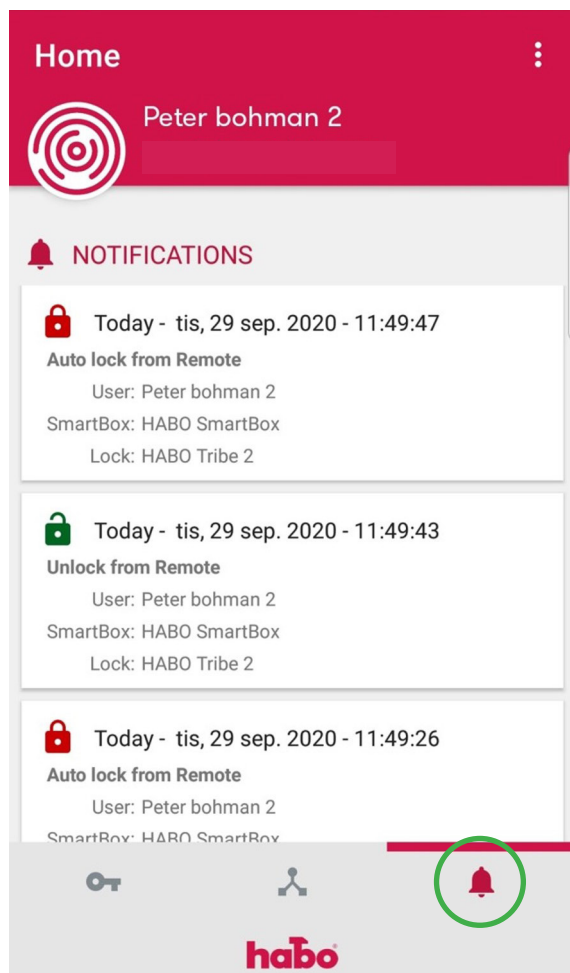 Home
Peter bohman 2
NOTIFICATIONS
Today - tis, 29 sep. 2020 - 11:49:47
Auto lock from Remote
User: Peter bohman 2
SmartBox: HABO SmartBox
Lock: HABO Tribe 2
Today - tis, 29 sep. 2020 - 11:49:43
Unlock from Remote
User: Peter bohman 2
SmartBox: HABO SmartBox
Lock: HABO Tribe 2
Today - tis, 29 sep. 2020 - 11:49:26
Auto lock from Remote
User: Peter bohman 2
SmartBox: HABO SmartBox
habo